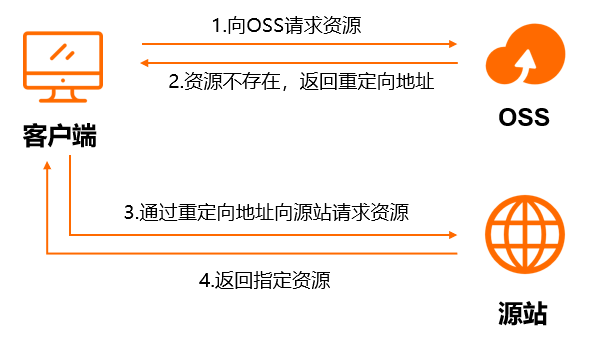 1.向OSS请求资源
2.资源不存在，返回重定向地址
OSS
客户端
3.通过重定向地址向源站请求资源
4.返回指定资源
源站